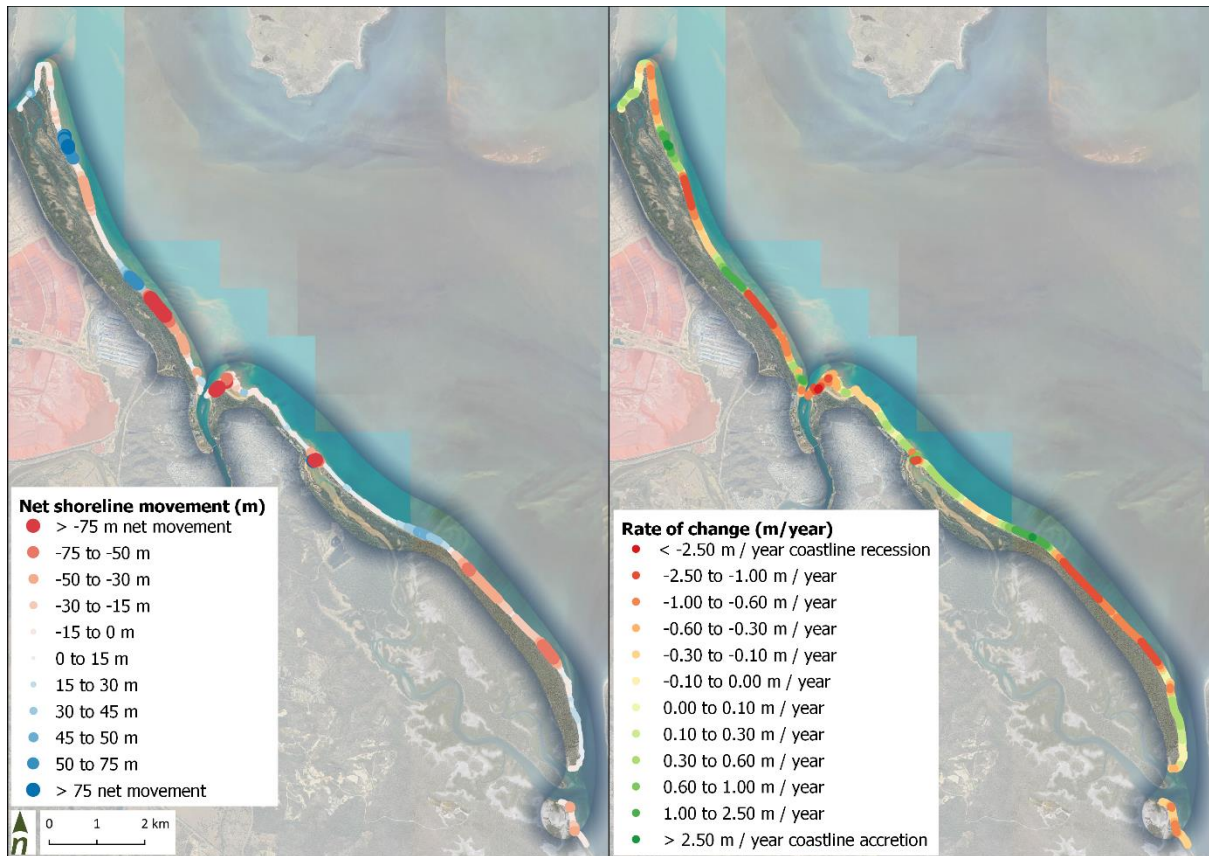 Net shoreline movement (m)
> -75 m net movement
-75 to -50 m
-50 to -30 m
-30 to -15 m
-15 to 0 m
0 to 15 m
15 to 30 m
30 to 45 m
45 to 50 m
50 to 75 m
> 75 net movement
n
0 1 2 km
Rate of change (m/year)
< -2.50 m / year coastline recession
-2.50 to -1.00 m / year
-1.00 to -0.60 m / year
-0.60 to -0.30 m / year
-0.30 to -0.10 m / year
-0.10 to 0.00 m / year
0.00 to 0.10 m / year
0.10 to 0.30 m / year
0.30 to 0.60 m / year
0.60 to 1.00 m / year
1.00 to 2.50 m / year
> 2.50 m / year coastline accretion